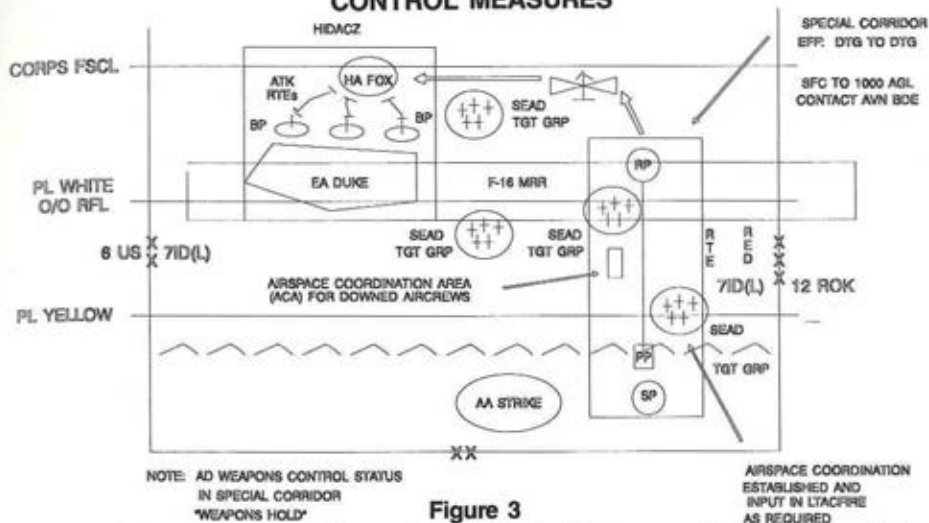 CONTROL MEASURES
HIDACZ
SPECIAL CORRIDOR
EFF: DTG TO DTG
SFC TO 1000 AGL
CONTACT AVN BDE
CORPS FSCL
ATK
RTEs
HA FOX
BP
BP
SEAD
TGT GRP
RP
PL WHITE
O/O RFL
EA DUKE
F-16 MRR
SEAD
TGT GRP
SEAD
TGT GRP
RTE
RED
6 US
7ID(L)
7ID(L)
12 ROK
AIRSPACE COORDINATION AREA
(ACA) FOR DOWNED AIRCREWS
PL YELLOW
SEAD
TGT GRP
PP
SP
AA STRIKE
XX
NOTE: AD WEAPONS CONTROL STATUS
IN SPECIAL CORRIDOR
"WEAPONS HOLD"
AIRSPACE COORDINATION
ESTABLISHED AND
INPUT IN LTACFIRE
AS REQUIRED
Figure 3